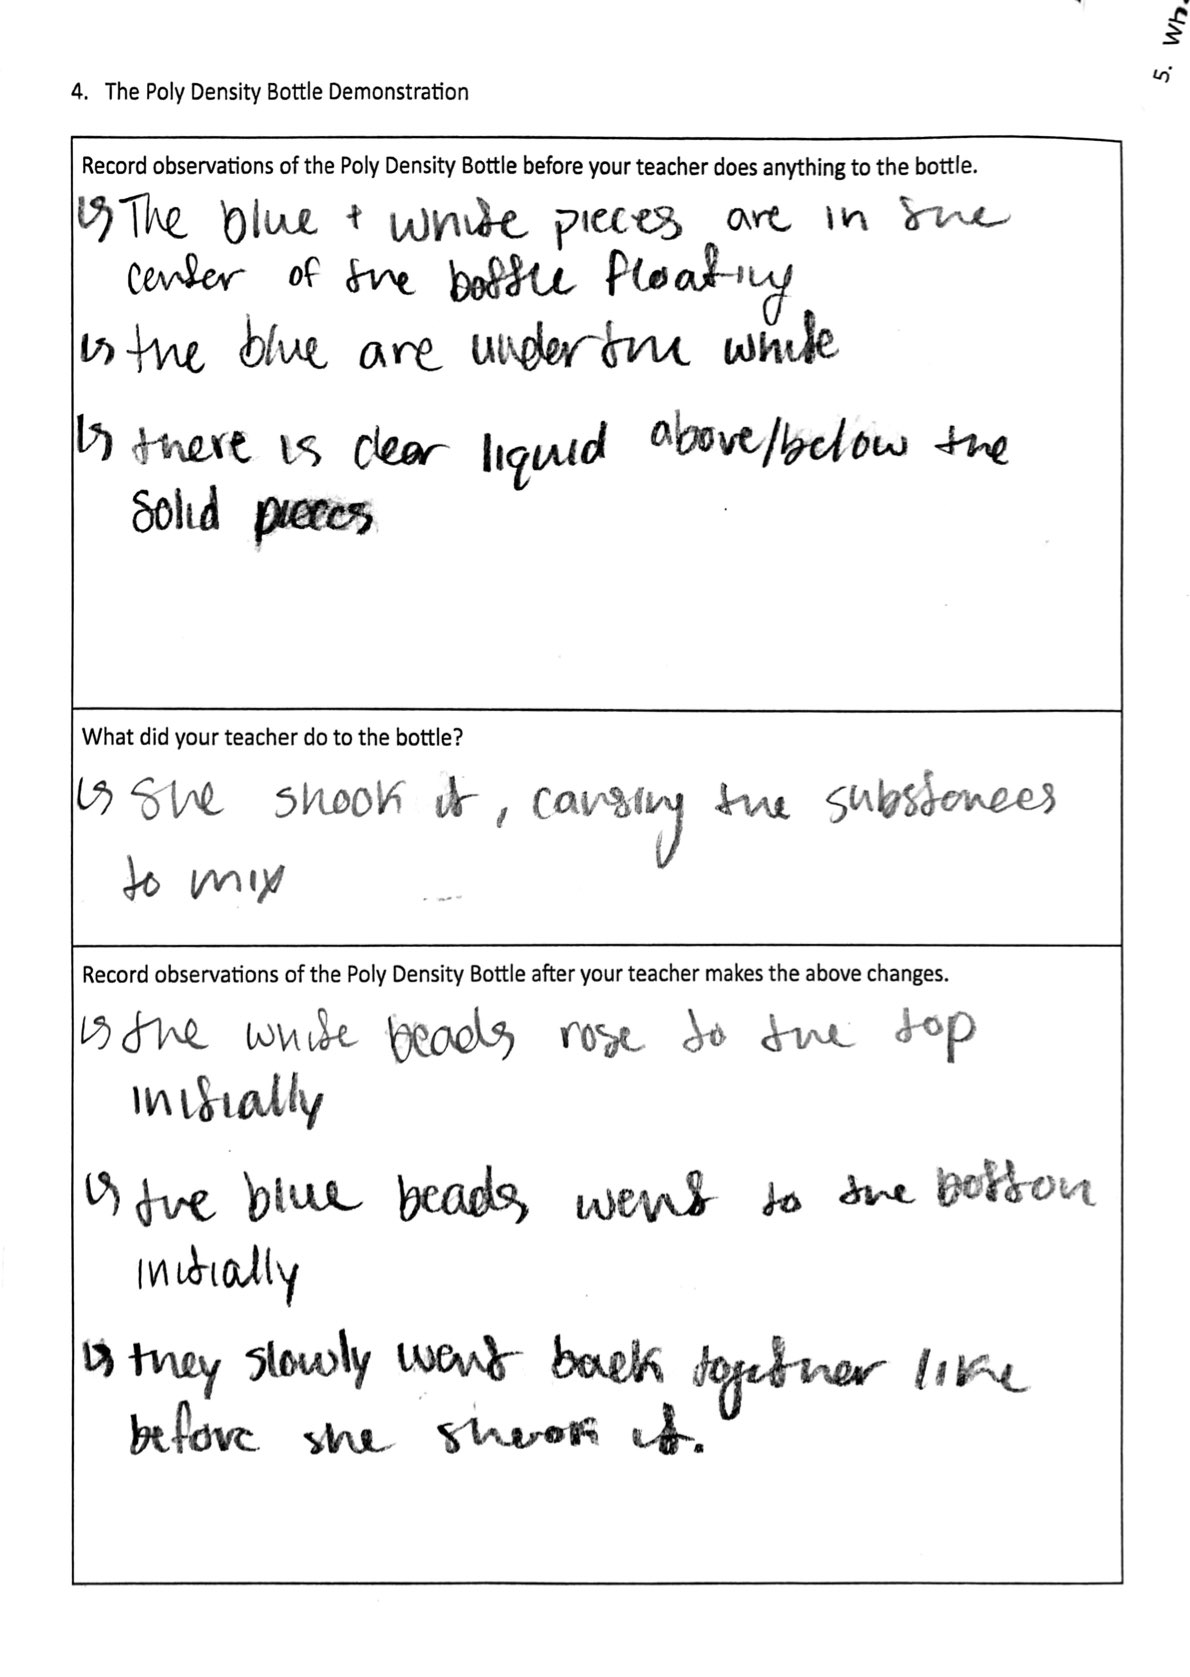 4. The Poly Density Bottle Demonstration
5. Wh
Record observations of the Poly Density Bottle before your teacher does anything to the bottle.
↳ The blue + white pieces are in the
center of the bottle floating
↳ the blue are under the white
↳ there is clear liquid above/below the
solid pieces
What did your teacher do to the bottle?
↳ She shook it, causing the substances
to mix
Record observations of the Poly Density Bottle after your teacher makes the above changes.
↳ the white beads rose to the top
initially
↳ the blue beads went to the bottom
initially
↳ they slowly went back together like
before she shook it.